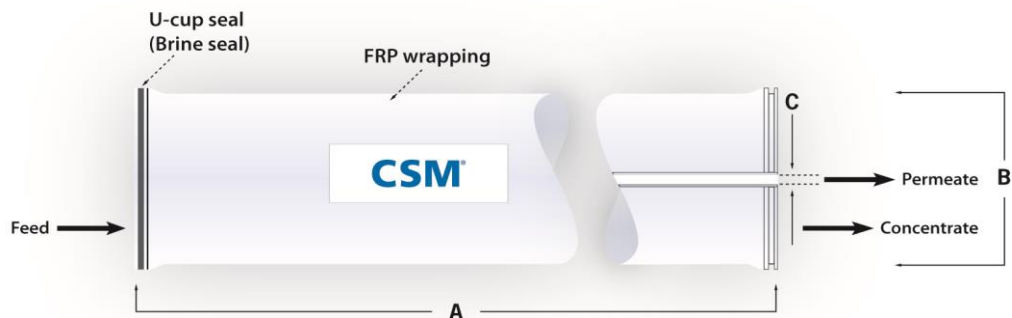 U-cup seal
(Brine seal)
FRP wrapping
C
CSM®
Permeate
B
Feed
Concentrate
A